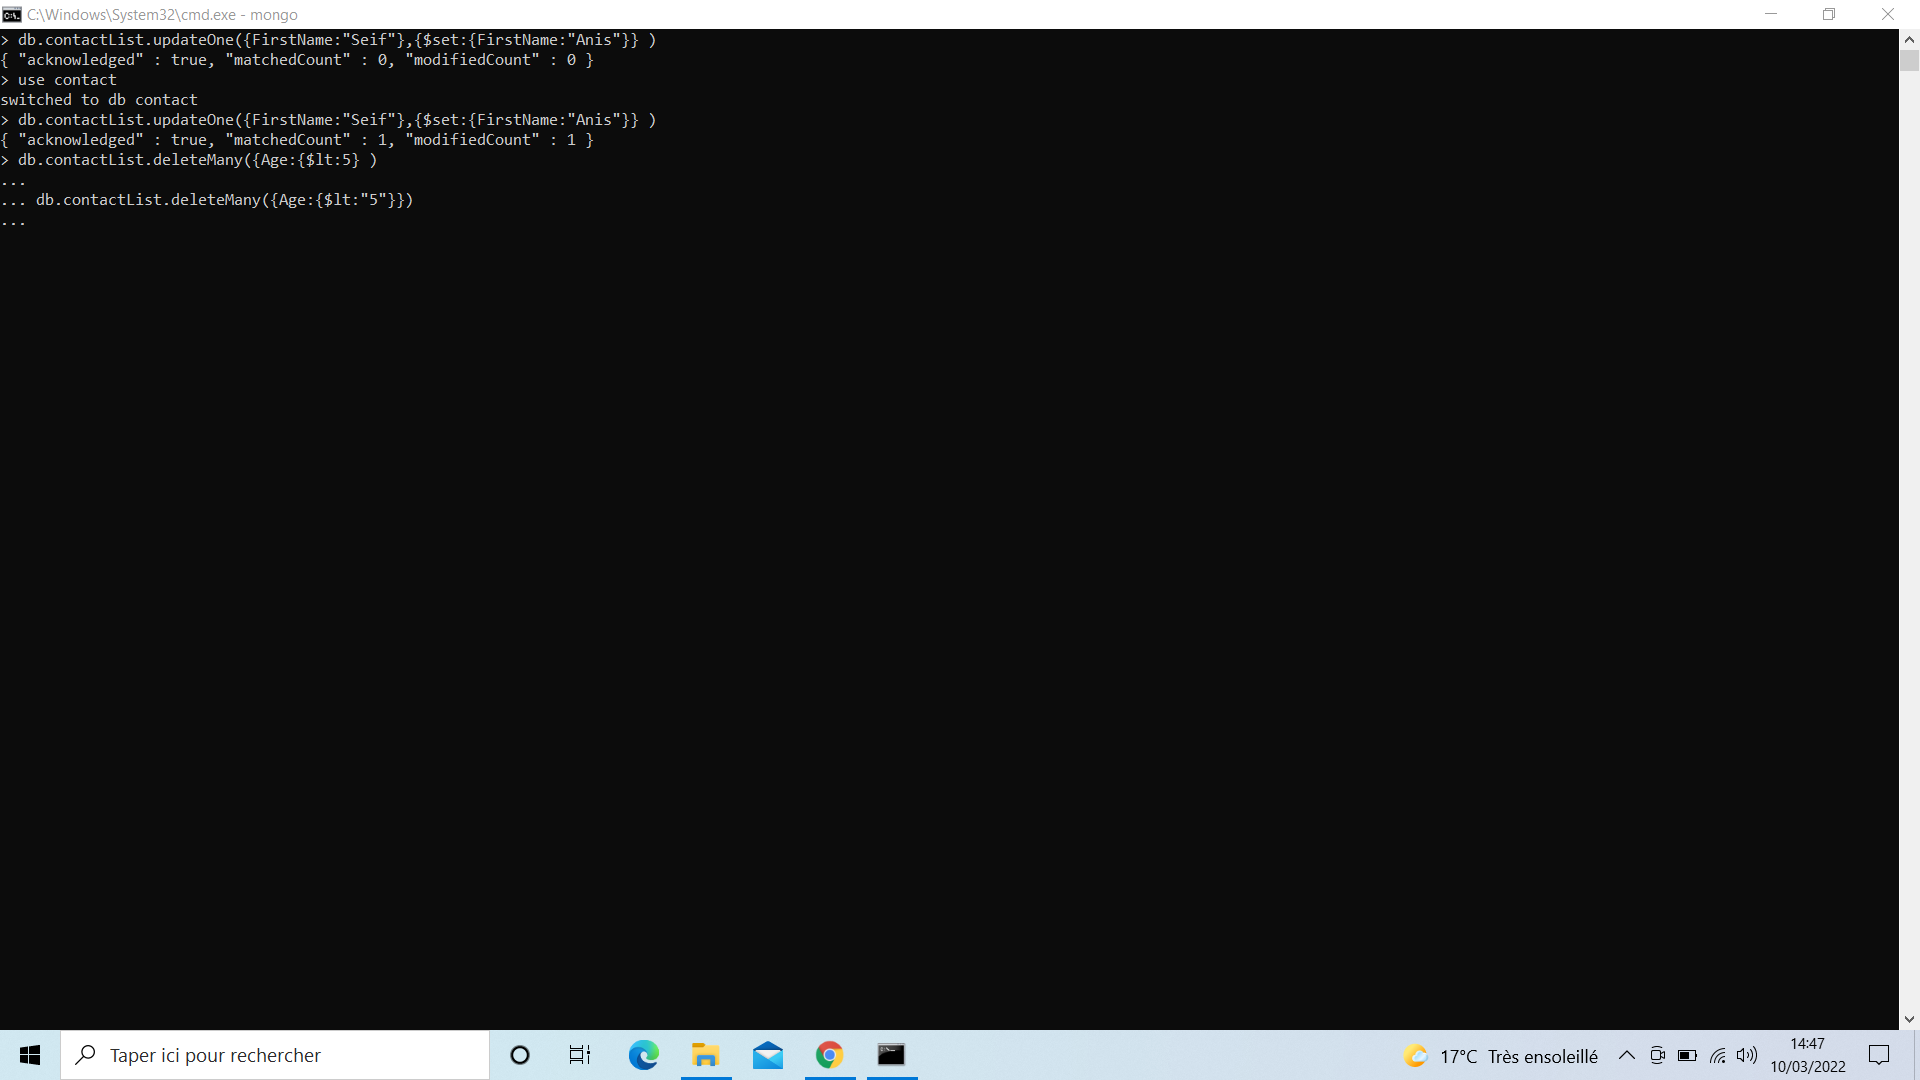 C:\Windows\System32\cmd.exe - mongo
> db.contactList.updateOne({FirstName:"Seif"},{$set:{FirstName:"Anis"}} )
{ "acknowledged" : true, "matchedCount" : 0, "modifiedCount" : 0 }
> use contact
switched to db contact
> db.contactList.updateOne({FirstName:"Seif"},{$set:{FirstName:"Anis"}} )
{ "acknowledged" : true, "matchedCount" : 1, "modifiedCount" : 1 }
> db.contactList.deleteMany({Age:{$lt:5} )
...
... db.contactList.deleteMany({Age:{$lt:"5"}})
...
Taper ici pour rechercher
17°C Très ensoleillé
14:47
10/03/2022